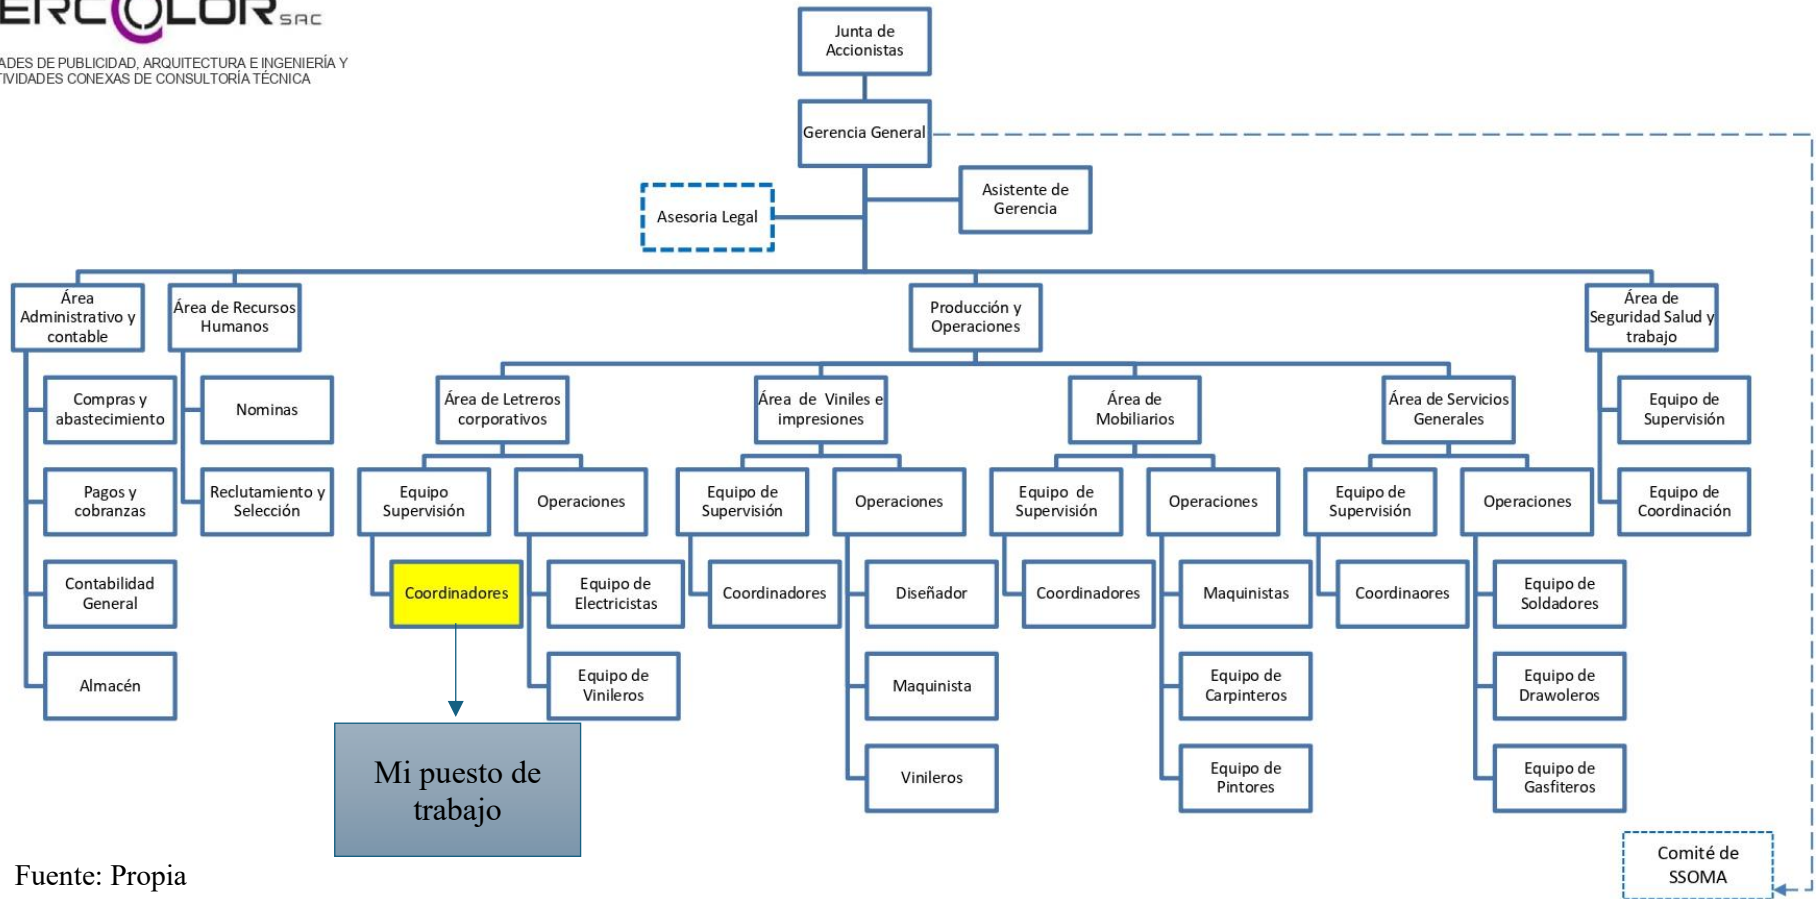 ERCOLOR SAC
ADES DE PUBLICIDAD, ARQUITECTURA E INGENIERÍA Y
TIVIDADES CONEXAS DE CONSULTORÍA TÉCNICA
Junta de
Accionistas
Gerencia General
Asistente de
Gerencia
Asesoria Legal
Área
Administrativo y
contable
Área de Recursos
Humanos
Producción y
Operaciones
Área de
Seguridad Salud y
trabajo
Compras y
abastecimiento
Nominas
Área de Letreros
corporativos
Área de Viniles e
impresiones
Área de
Mobiliarios
Área de Servicios
Generales
Equipo de
Supervisión
Pagos y
cobranzas
Reclutamiento y
Selección
Equipo
Supervisión
Operaciones
Equipo de
Supervisión
Operaciones
Equipo de
Supervisión
Operaciones
Equipo de
Supervisión
Operaciones
Equipo de
Coordinación
Contabilidad
General
Coordinadores
Equipo de
Electricistas
Coordinadores
Diseñador
Coordinadores
Maquinistas
Coordinaores
Equipo de
Soldadores
Almacén
Equipo de
Vinileros
Maquinista
Equipo de
Carpinteros
Equipo de
Drawoleros
Mi puesto de
trabajo
Vinileros
Equipo de
Pintores
Equipo de
Gasfiteros
Comité de
SSOMA
Fuente: Propia